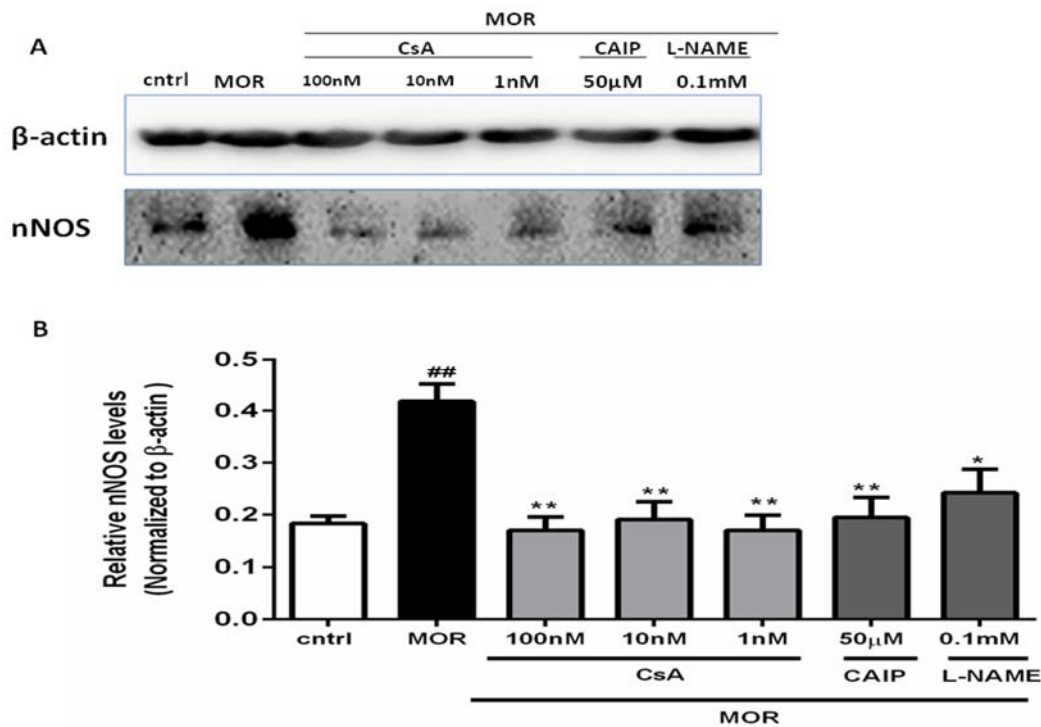 MOR
A
CsA CAIP L-NAME
cntrl MOR 100nM 10nM 1nM 50μM 0.1mM
β-actin
nNOS
B
Relative nNOS levels
(Normalized to β-actin )
0.5
0.4
0.3
0.2
0.1
0.0
##
** ** ** ** *
cntrl MOR 100nM 10nM 1nM 50μM 0.1mM
CsA CAIP L-NAME
MOR